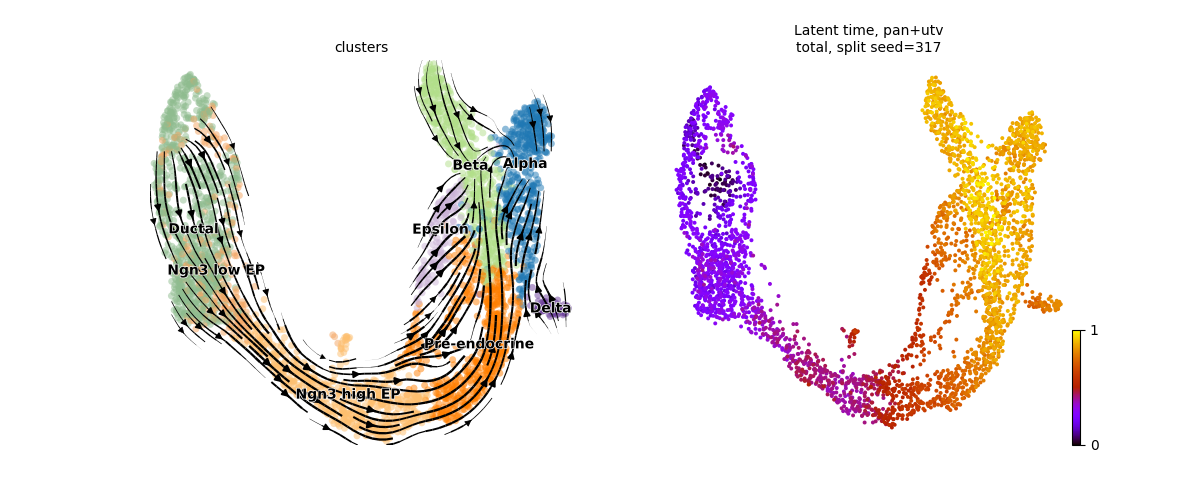 clusters
Beta
Alpha
Ductal
Epsilon
Ngn3 low EP
Delta
Pre-endocrine
Ngn3 high EP
Latent time, pan+utv
total, split seed=317
1
0